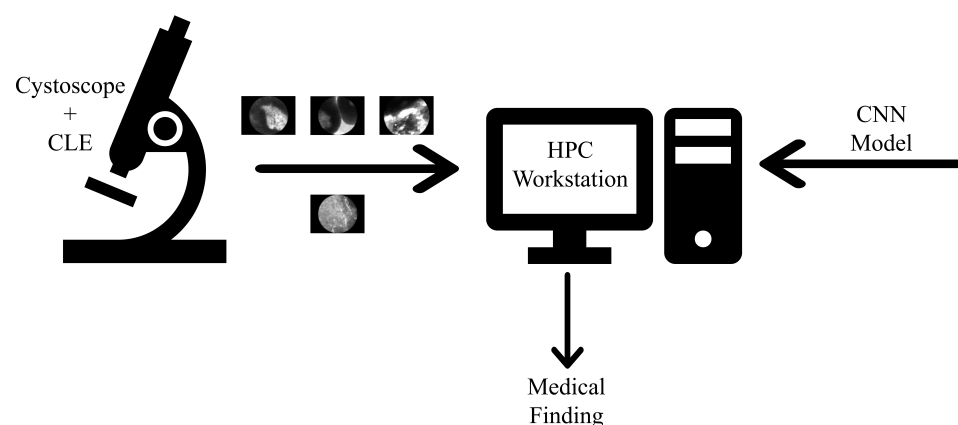 Cystoscope
+
CLE
HPC
Workstation
CNN
Model
Medical
Finding